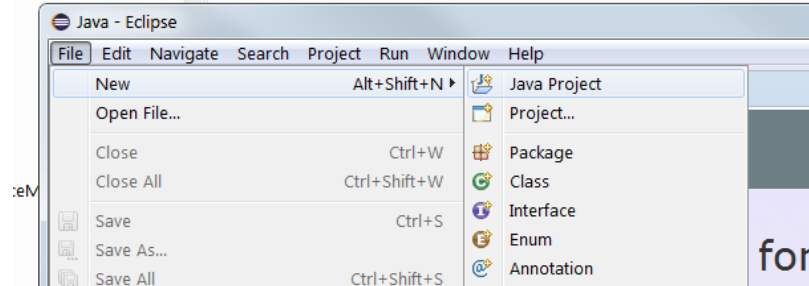 Java - Eclipse
File Edit Navigate Search Project Run Window Help
New Alt+Shift+N
Open File...
Close Ctrl+W
Close All Ctrl+Shift+W
Save Ctrl+S
Save As...
Save All Ctrl+Shift+S
Java Project
Project...
Package
Class
Interface
Enum
Annotation
for